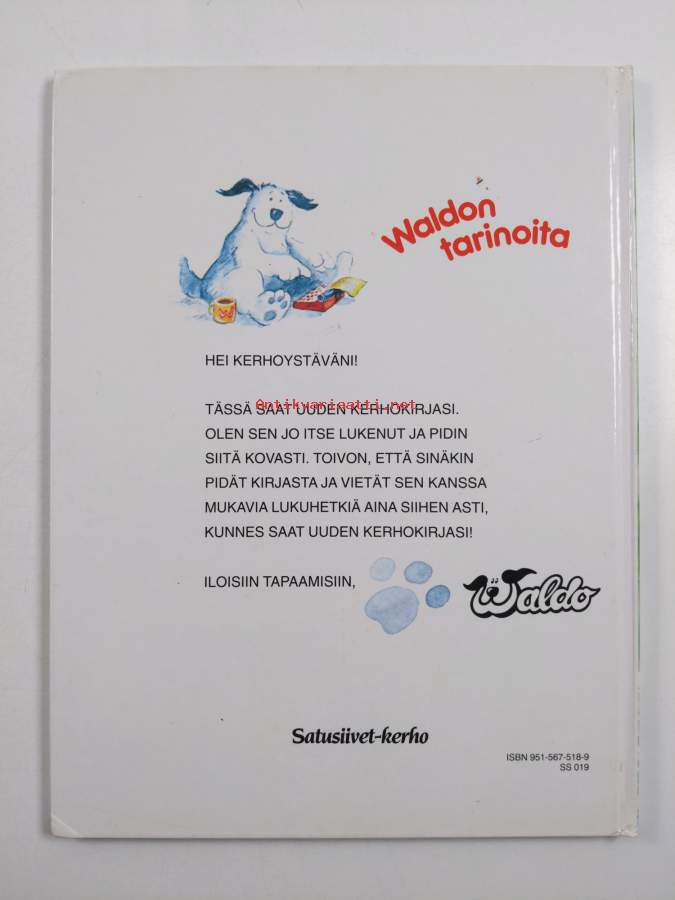 Waldon
tarinoita
W
HEI KERHOYSTÄVÄNI!
TÄSSÄ SAAT UUDEN KERHOKIRJASI.
Antikvariaatti.net
OLEN SEN JO ITSE LUKENUT JA PIDIN
SIITÄ KOVASTI. TOIVON, ETTÄ SINÄKIN
PIDÄT KIRJASTA JA VIETÄT SEN KANSSA
MUKAVIA LUKUHETKIÄ AINA SIIHEN ASTI,
KUNNES SAAT UUDEN KERHOKIRJASI!
ILOISIIN TAPAAMISIIN,
Waldo
Satusiivet-kerho
ISBN 951-567-518-9
SS 019